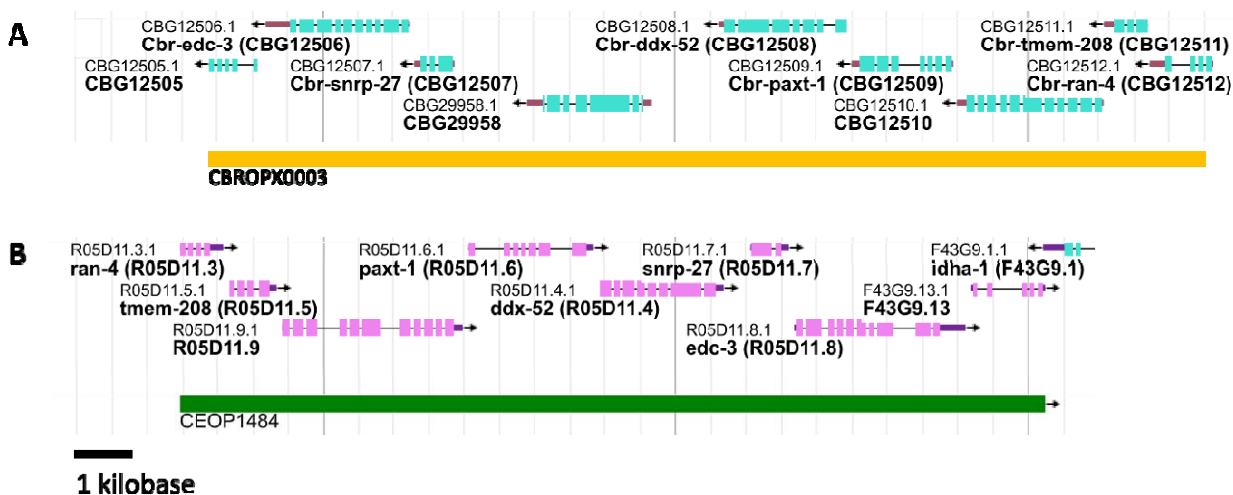 A
CBG12506.1
Cbr-edc-3 (CBG12506)
CBG12508.1
Cbr-ddx-52 (CBG12508)
CBG12511.1
Cbr-tmem-208 (CBG12511)
CBG12505.1
CBG12505
CBG12507.1
Cbr-snrp-27 (CBG12507)
CBG12509.1
Cbr-paxt-1 (CBG12509)
CBG12512.1
Cbr-ran-4 (CBG12512)
CBG29958.1
CBG29958
CBG12510.1
CBG12510
CBROPX0003
B
R05D11.3.1
ran-4 (R05D11.3)
R05D11.6.1
paxt-1 (R05D11.6)
R05D11.7.1
snrp-27 (R05D11.7)
F43G9.1.1
idha-1 (F43G9.1)
R05D11.5.1
tmem-208 (R05D11.5)
R05D11.4.1
ddx-52 (R05D11.4)
F43G9.13.1
F43G9.13
R05D11.9.1
R05D11.9
R05D11.8.1
edc-3 (R05D11.8)
CEOP1484
1 kilobase